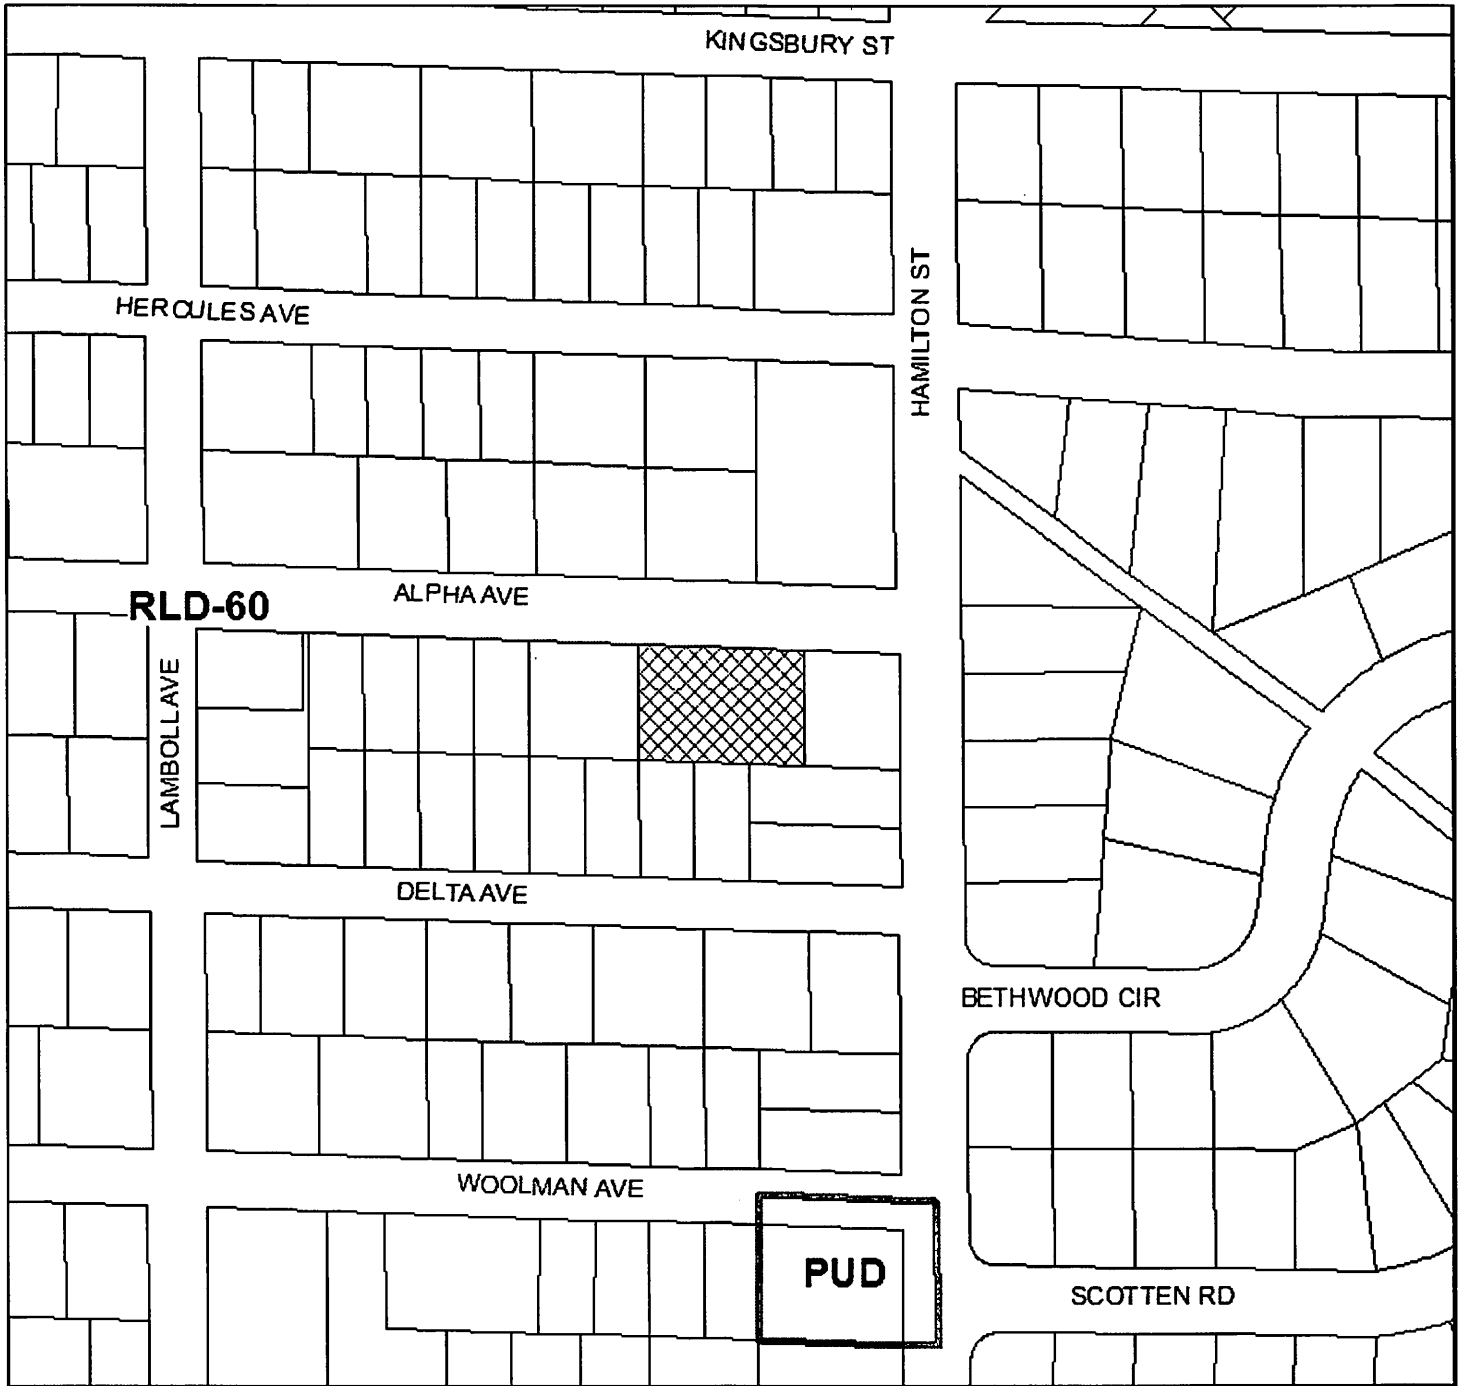 KINGSBURY ST
HERCULES AVE
HAMILTON ST
ALPHA AVE
RLD-60
LAMBOLL AVE
DELTA AVE
BETHWOOD CIR
WOOLMAN AVE
PUD
SCOTTEN RD